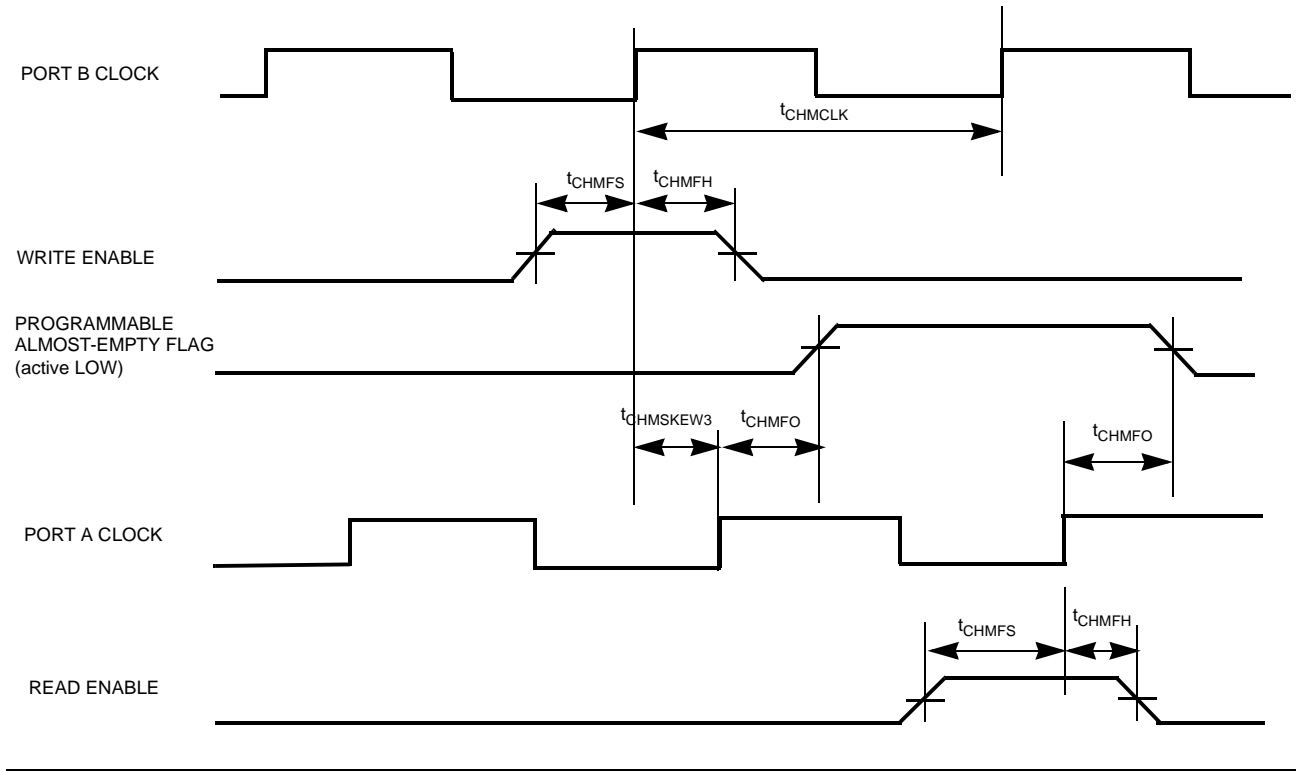 PORT B CLOCK
tCHMCLK
tCHMFS
tCHMFH
WRITE ENABLE
PROGRAMMABLE
ALMOST-EMPTY FLAG
(active LOW)
tCHMSKEW3
tCHMFO
tCHMFO
PORT A CLOCK
tCHMFS
tCHMFH
READ ENABLE